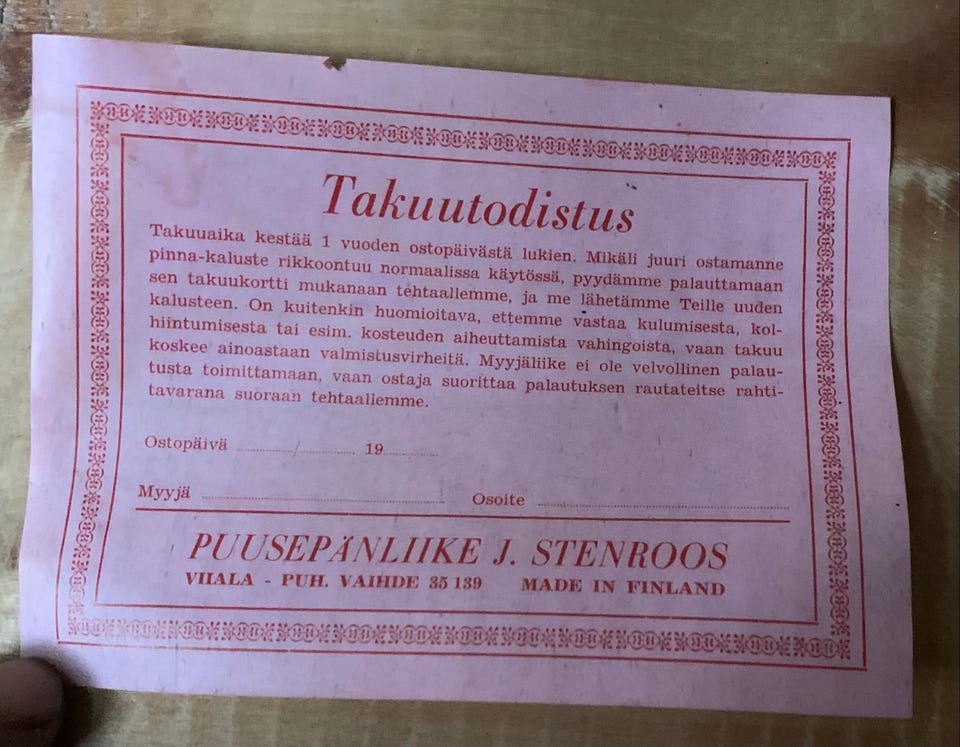 Takuutodistus
Takuuaika kestää 1 vuoden ostopäivästä lukien. Mikäli juuri ostamanne
pinna-kaluste rikkoontuu normaalissa käytössä, pyydämme palauttamaan
sen takuukortti mukanaan tehtaallemme, ja me lähetämme Teille uuden
kalusteen. On kuitenkin huomioitava, ettemme vastaa kulumisesta, kol-
hiintumisesta tai esim. kosteuden aiheuttamista vahingoista, vaan takuu
koskee ainoastaan valmistusvirheitä. Myyjäliike ei ole velvollinen palau-
tusta toimittamaan, vaan ostaja suorittaa palautuksen rautateitse rahti-
tavarana suoraan tehtaallemme.
Ostopäivä ............/............ 19............
Myyjä ........................ Osoite ........................
PUUSEPÄNLIIKE J. STENROOS
VIIALA - PUH. VAIHDE 35 139 MADE IN FINLAND